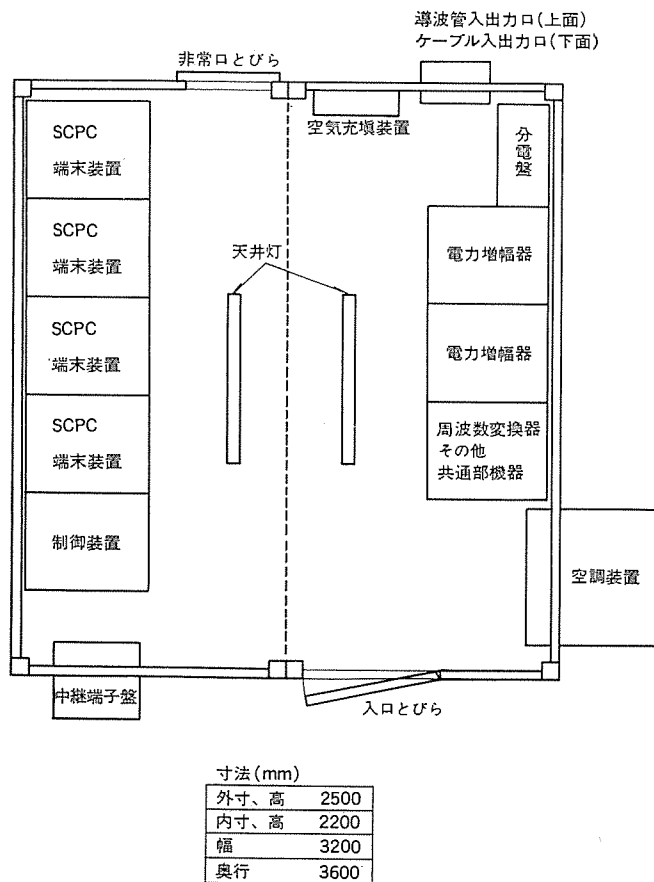 導波管入出力口(上面)
ケーブル入出力口(下面)
非常口とびら
空気充塡装置
SCPC
端末装置
分電盤
SCPC
端末装置
電力増幅器
天井灯
SCPC
端末装置
電力増幅器
SCPC
端末装置
周波数変換器
その他
共通部機器
制御装置
空調装置
中継端子盤
入口とびら
寸法(mm)
外寸、高 2500
内寸、高 2200
幅 3200
奥行 3600